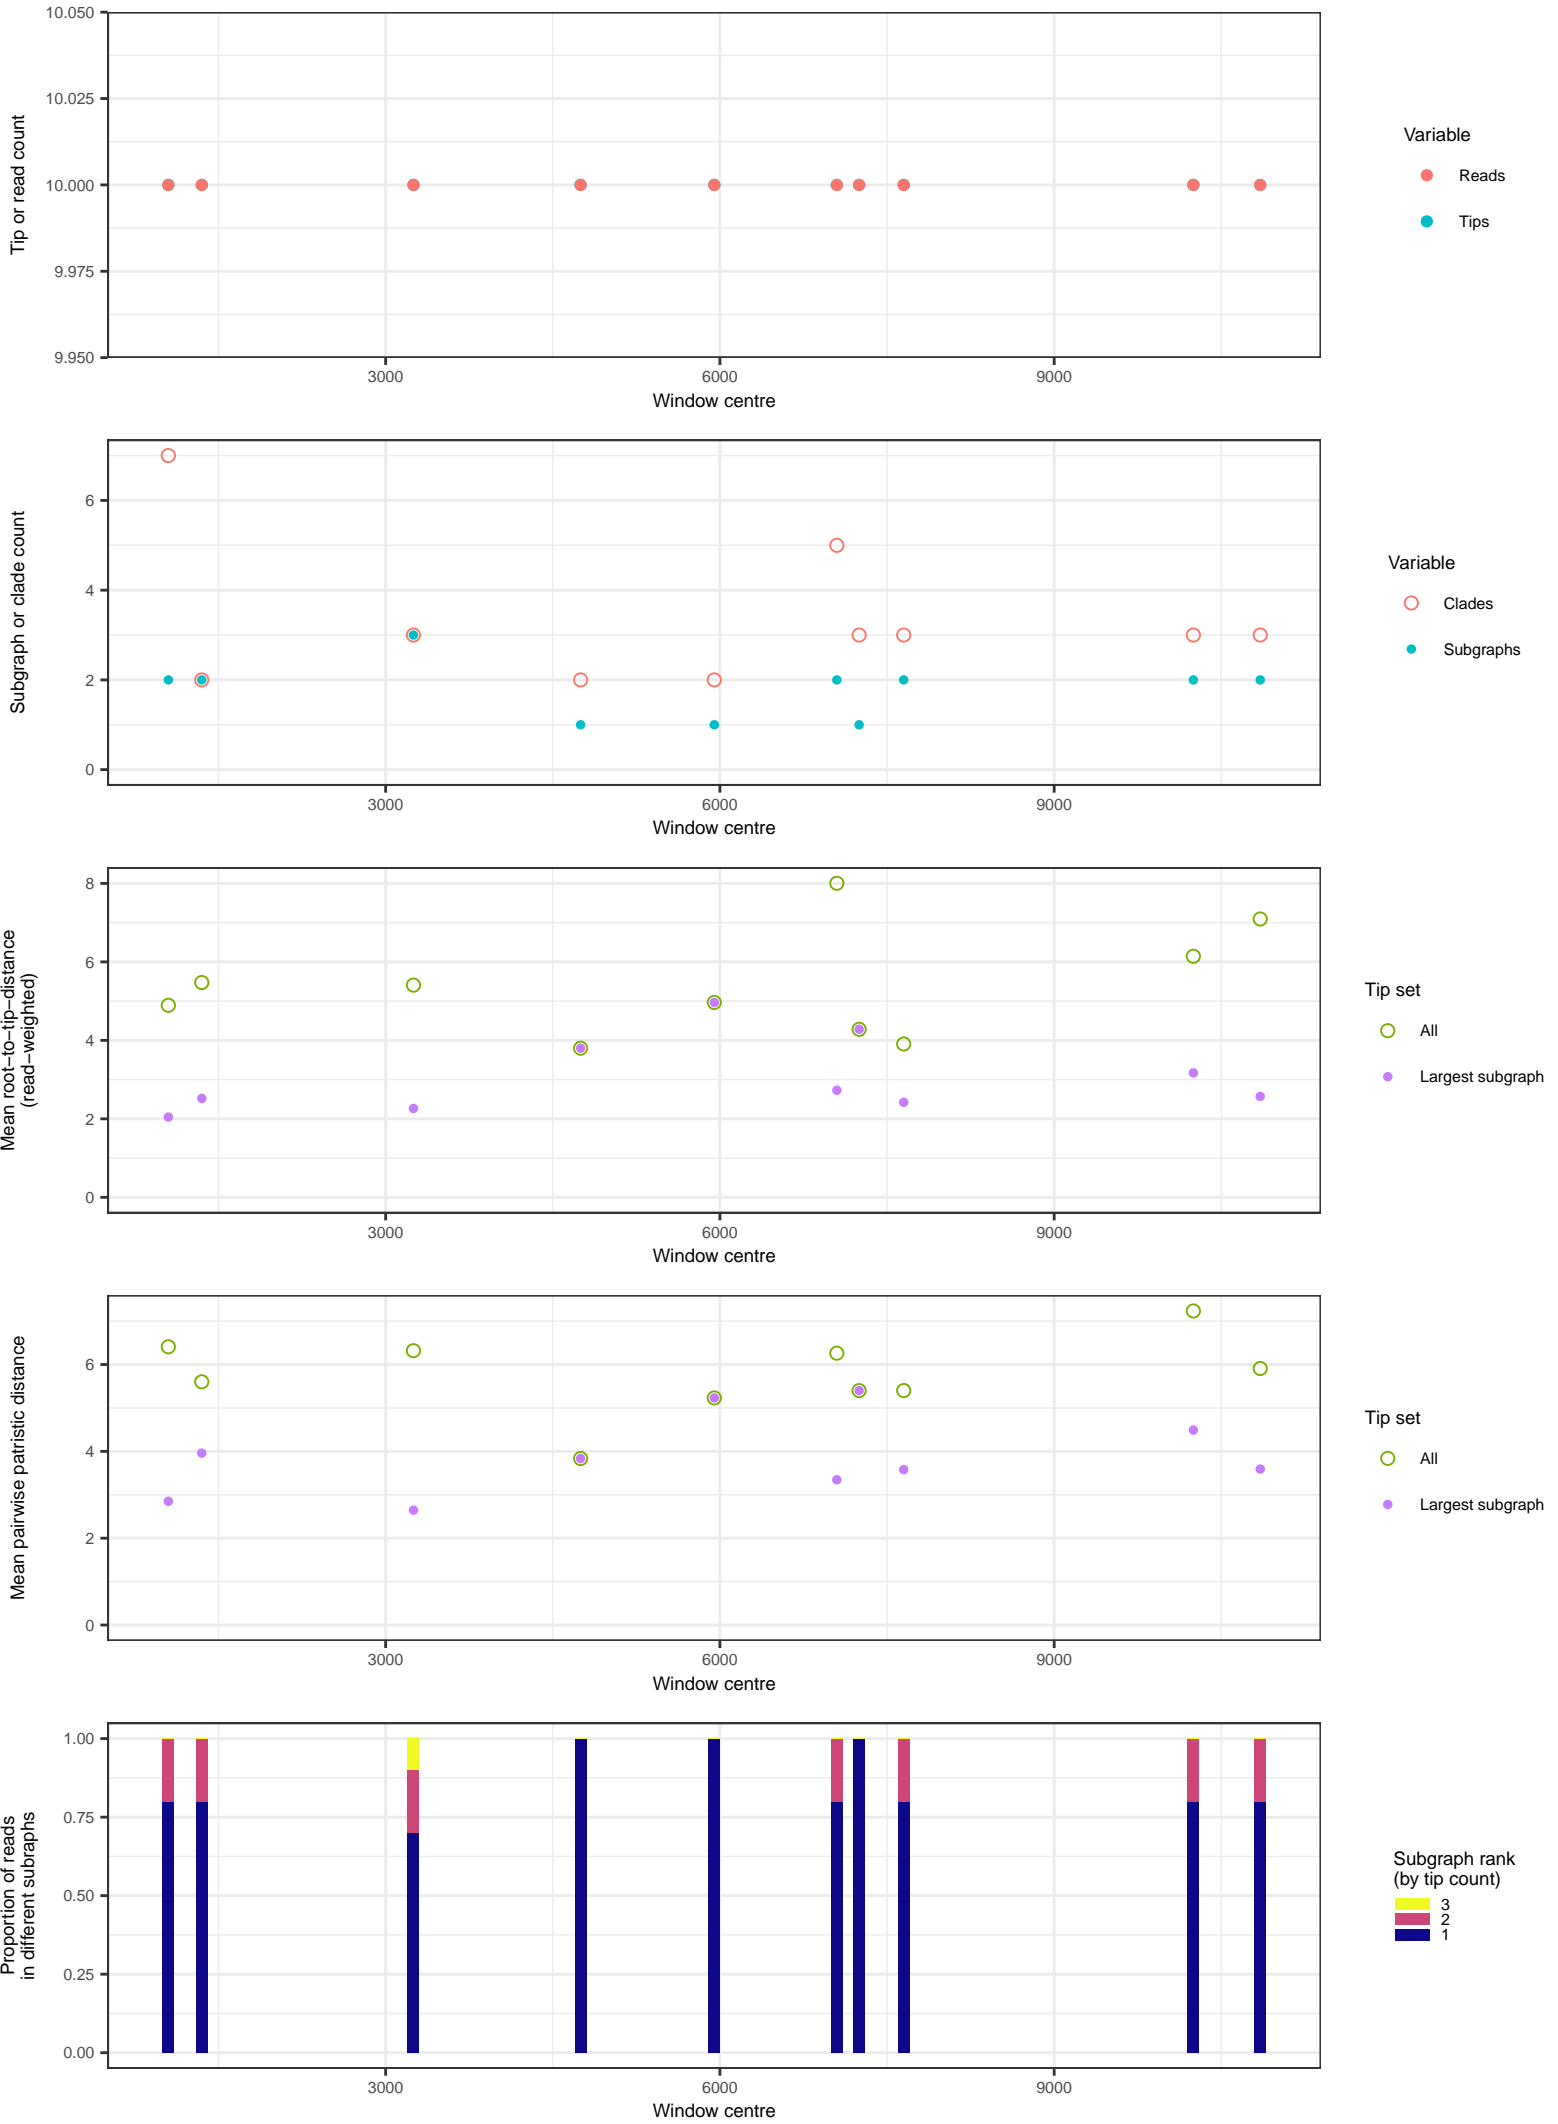 10.050
10.025
10.000
9.975
9.950
Tip or read count
3000
6000
9000
Window centre
Variable
Reads
Tips
6
4
2
0
Subgraph or clade count
3000
6000
9000
Window centre
Variable
Clades
Subgraphs
8
6
4
2
0
Mean root−to−tip−distance
(read−weighted)
3000
6000
9000
Window centre
Tip set
All
Largest subgraph
6
4
2
0
Mean pairwise patristic distance
3000
6000
9000
Window centre
Tip set
All
Largest subgraph
1.00
0.75
0.50
0.25
0.00
Proportion of reads
in different subraphs
3000
6000
9000
Window centre
Subgraph rank
(by tip count)
3
2
1